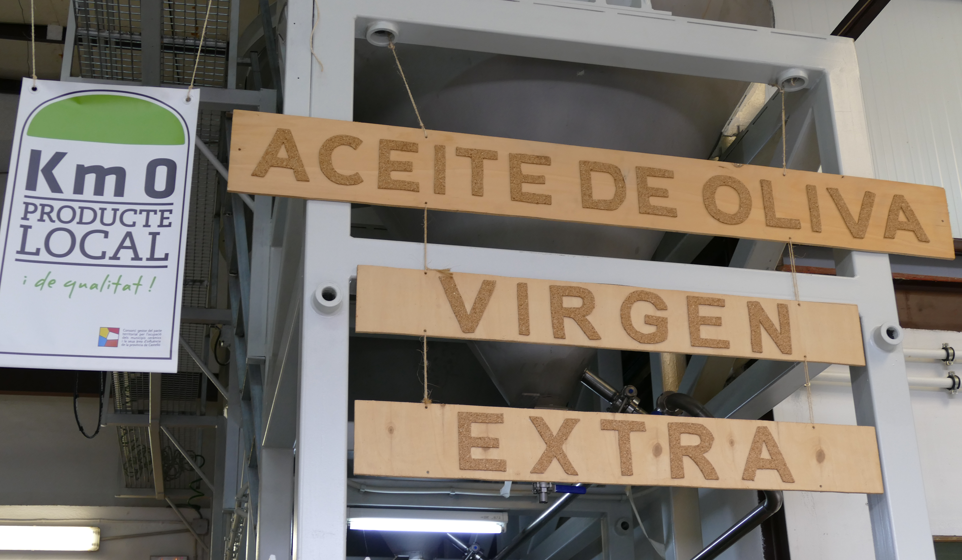 Km 0
PRODUCTE
LOCAL
i de qualitat!
ACEITE DE OLIVA
VIRGEN
EXTRA